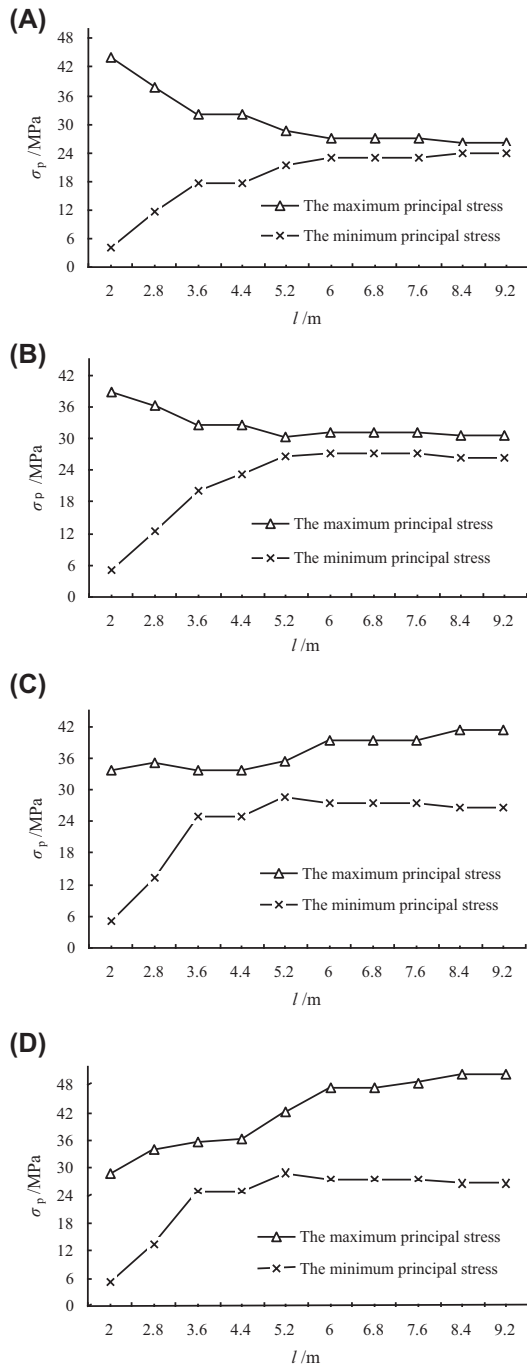 (A)
48
42
36
30
24
18
12
6
0
σp /MPa
The maximum principal stress
The minimum principal stress
2 2.8 3.6 4.4 5.2 6 6.8 7.6 8.4 9.2
l /m
(B)
42
36
30
24
18
12
6
0
σp /MPa
The maximum principal stress
The minimum principal stress
2 2.8 3.6 4.4 5.2 6 6.8 7.6 8.4 9.2
l /m
(C)
42
36
30
24
18
12
6
0
σp /MPa
The maximum principal stress
The minimum principal stress
2 2.8 3.6 4.4 5.2 6 6.8 7.6 8.4 9.2
l /m
(D)
48
42
36
30
24
18
12
6
0
σp /MPa
The maximum principal stress
The minimum principal stress
2 2.8 3.6 4.4 5.2 6 6.8 7.6 8.4 9.2
l /m